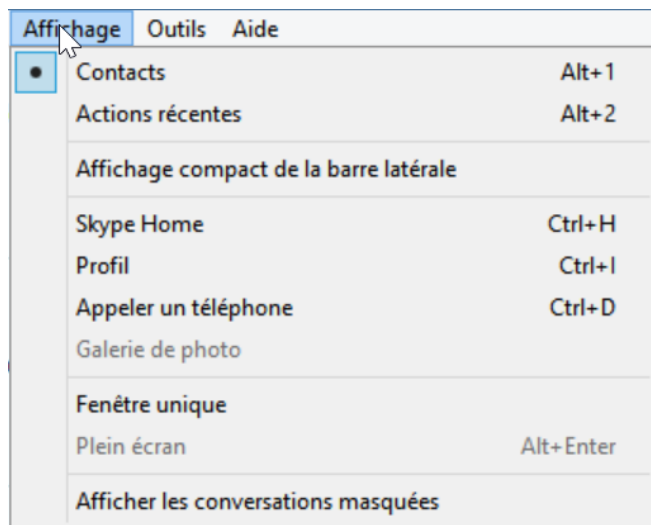 Affichage Outils Aide
Contacts Alt+1
Actions récentes Alt+2
Affichage compact de la barre latérale
Skype Home Ctrl+H
Profil Ctrl+I
Appeler un téléphone Ctrl+D
Galerie de photo
Fenêtre unique
Plein écran Alt+Enter
Afficher les conversations masquées